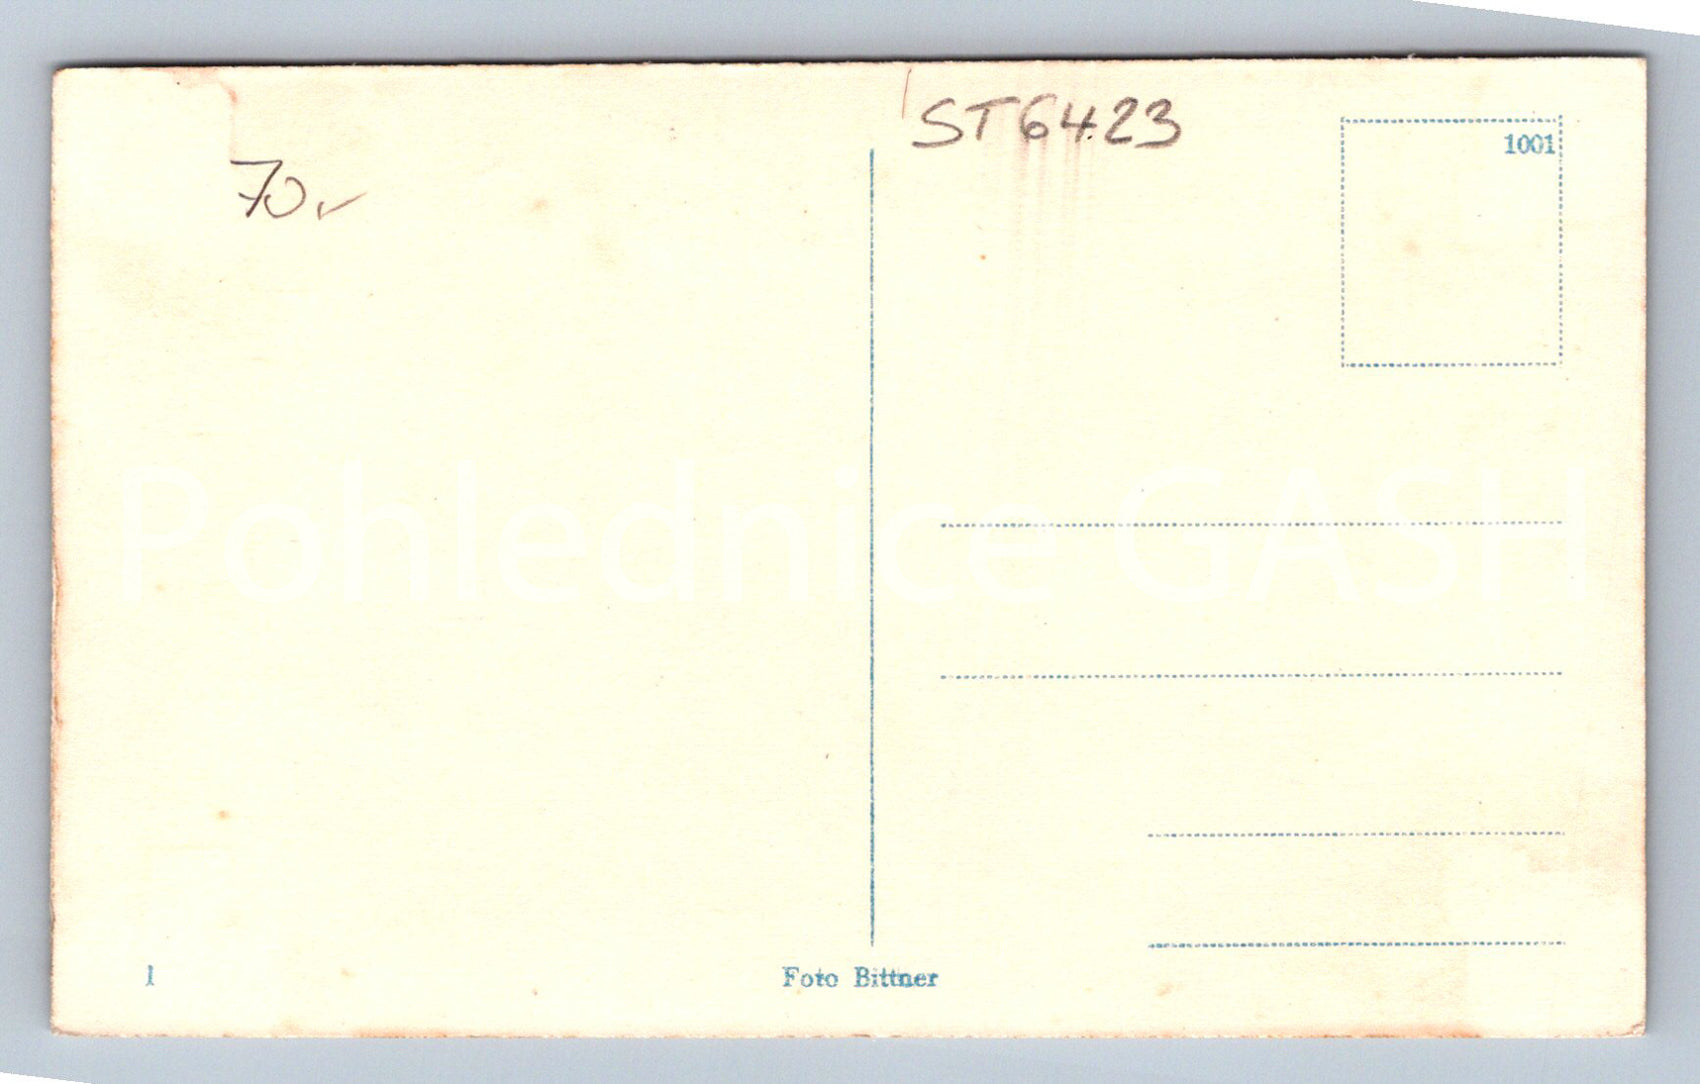 ST6423
1001
70,-
Pohlednice GASH
1
Foto Bittner